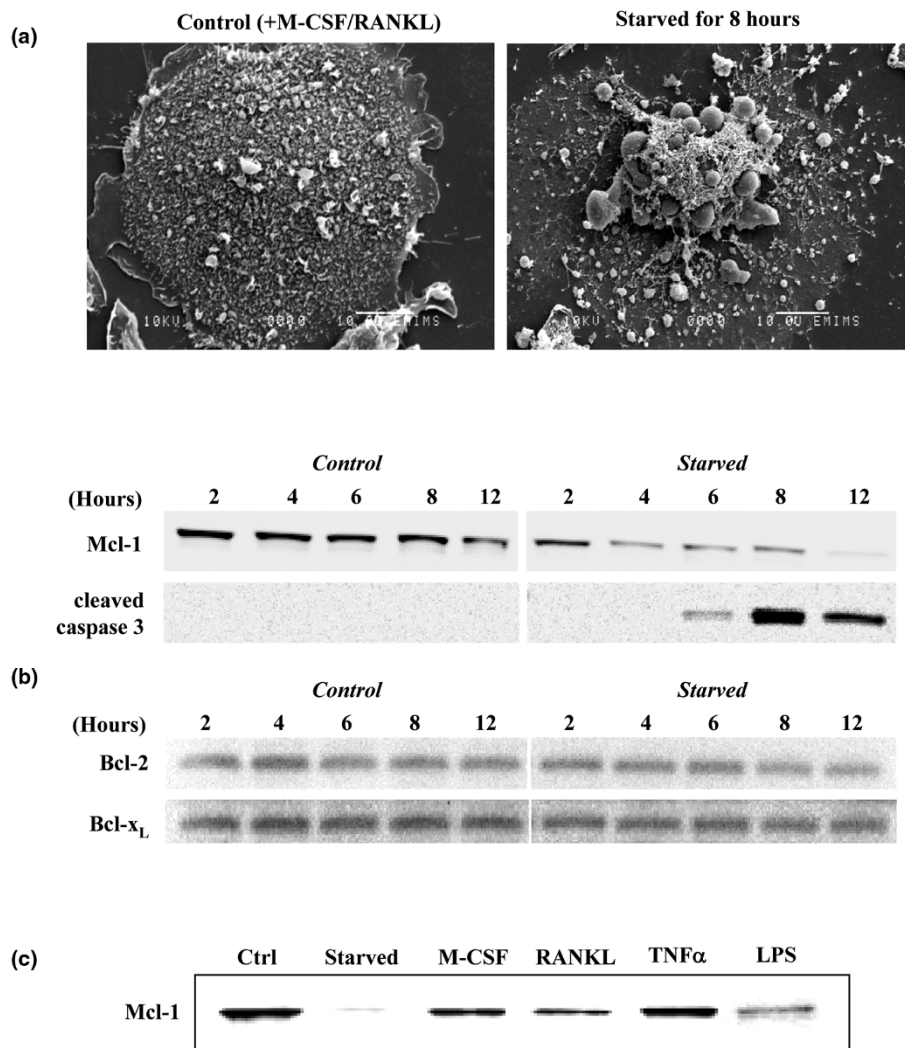 (a)
Control (+M-CSF/RANKL)
Starved for 8 hours
10KV 0000 10.0U EMIMS
10KV 0000 10.0U EMIMS
Control
Starved
(Hours) 2 4 6 8 12 2 4 6 8 12
Mcl-1
cleaved
caspase 3
(b)
Control
Starved
(Hours) 2 4 6 8 12 2 4 6 8 12
Bcl-2
Bcl-xL
(c)
Ctrl Starved M-CSF RANKL TNFα LPS
Mcl-1